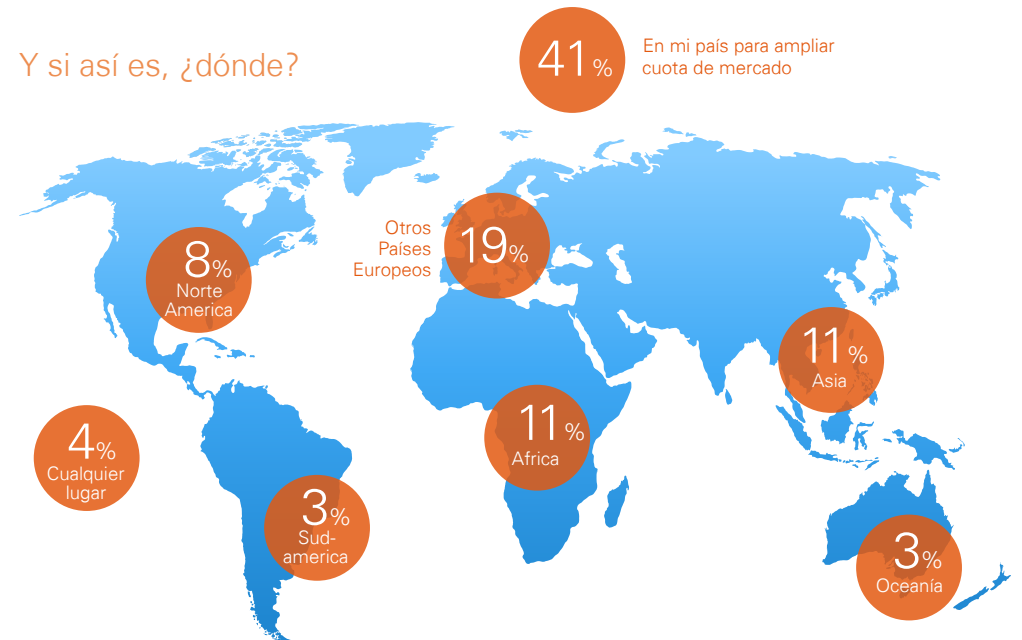 Y si así es, ¿dónde?
41 %
En mi país para ampliar
cuota de mercado
Otros
Países
Europeos
19%
8%
Norte
America
11 %
Asia
11 %
Africa
4%
Cualquier
lugar
3%
Sud-
america
3%
Oceanía